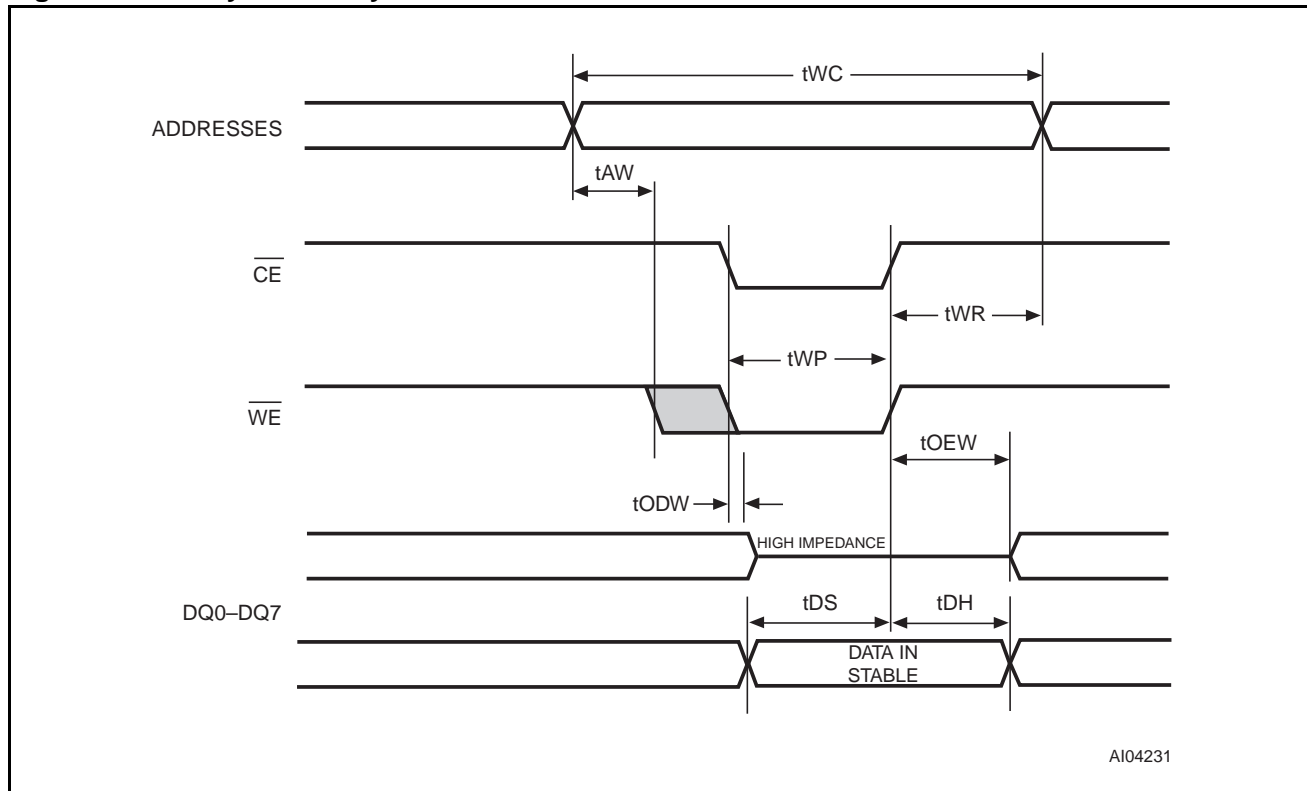 tWC
ADDRESSES
tAW
CE
tWR
tWP
WE
tOEW
tODW
HIGH IMPEDANCE
DQ0–DQ7
tDS
tDH
DATA IN
STABLE
AI04231